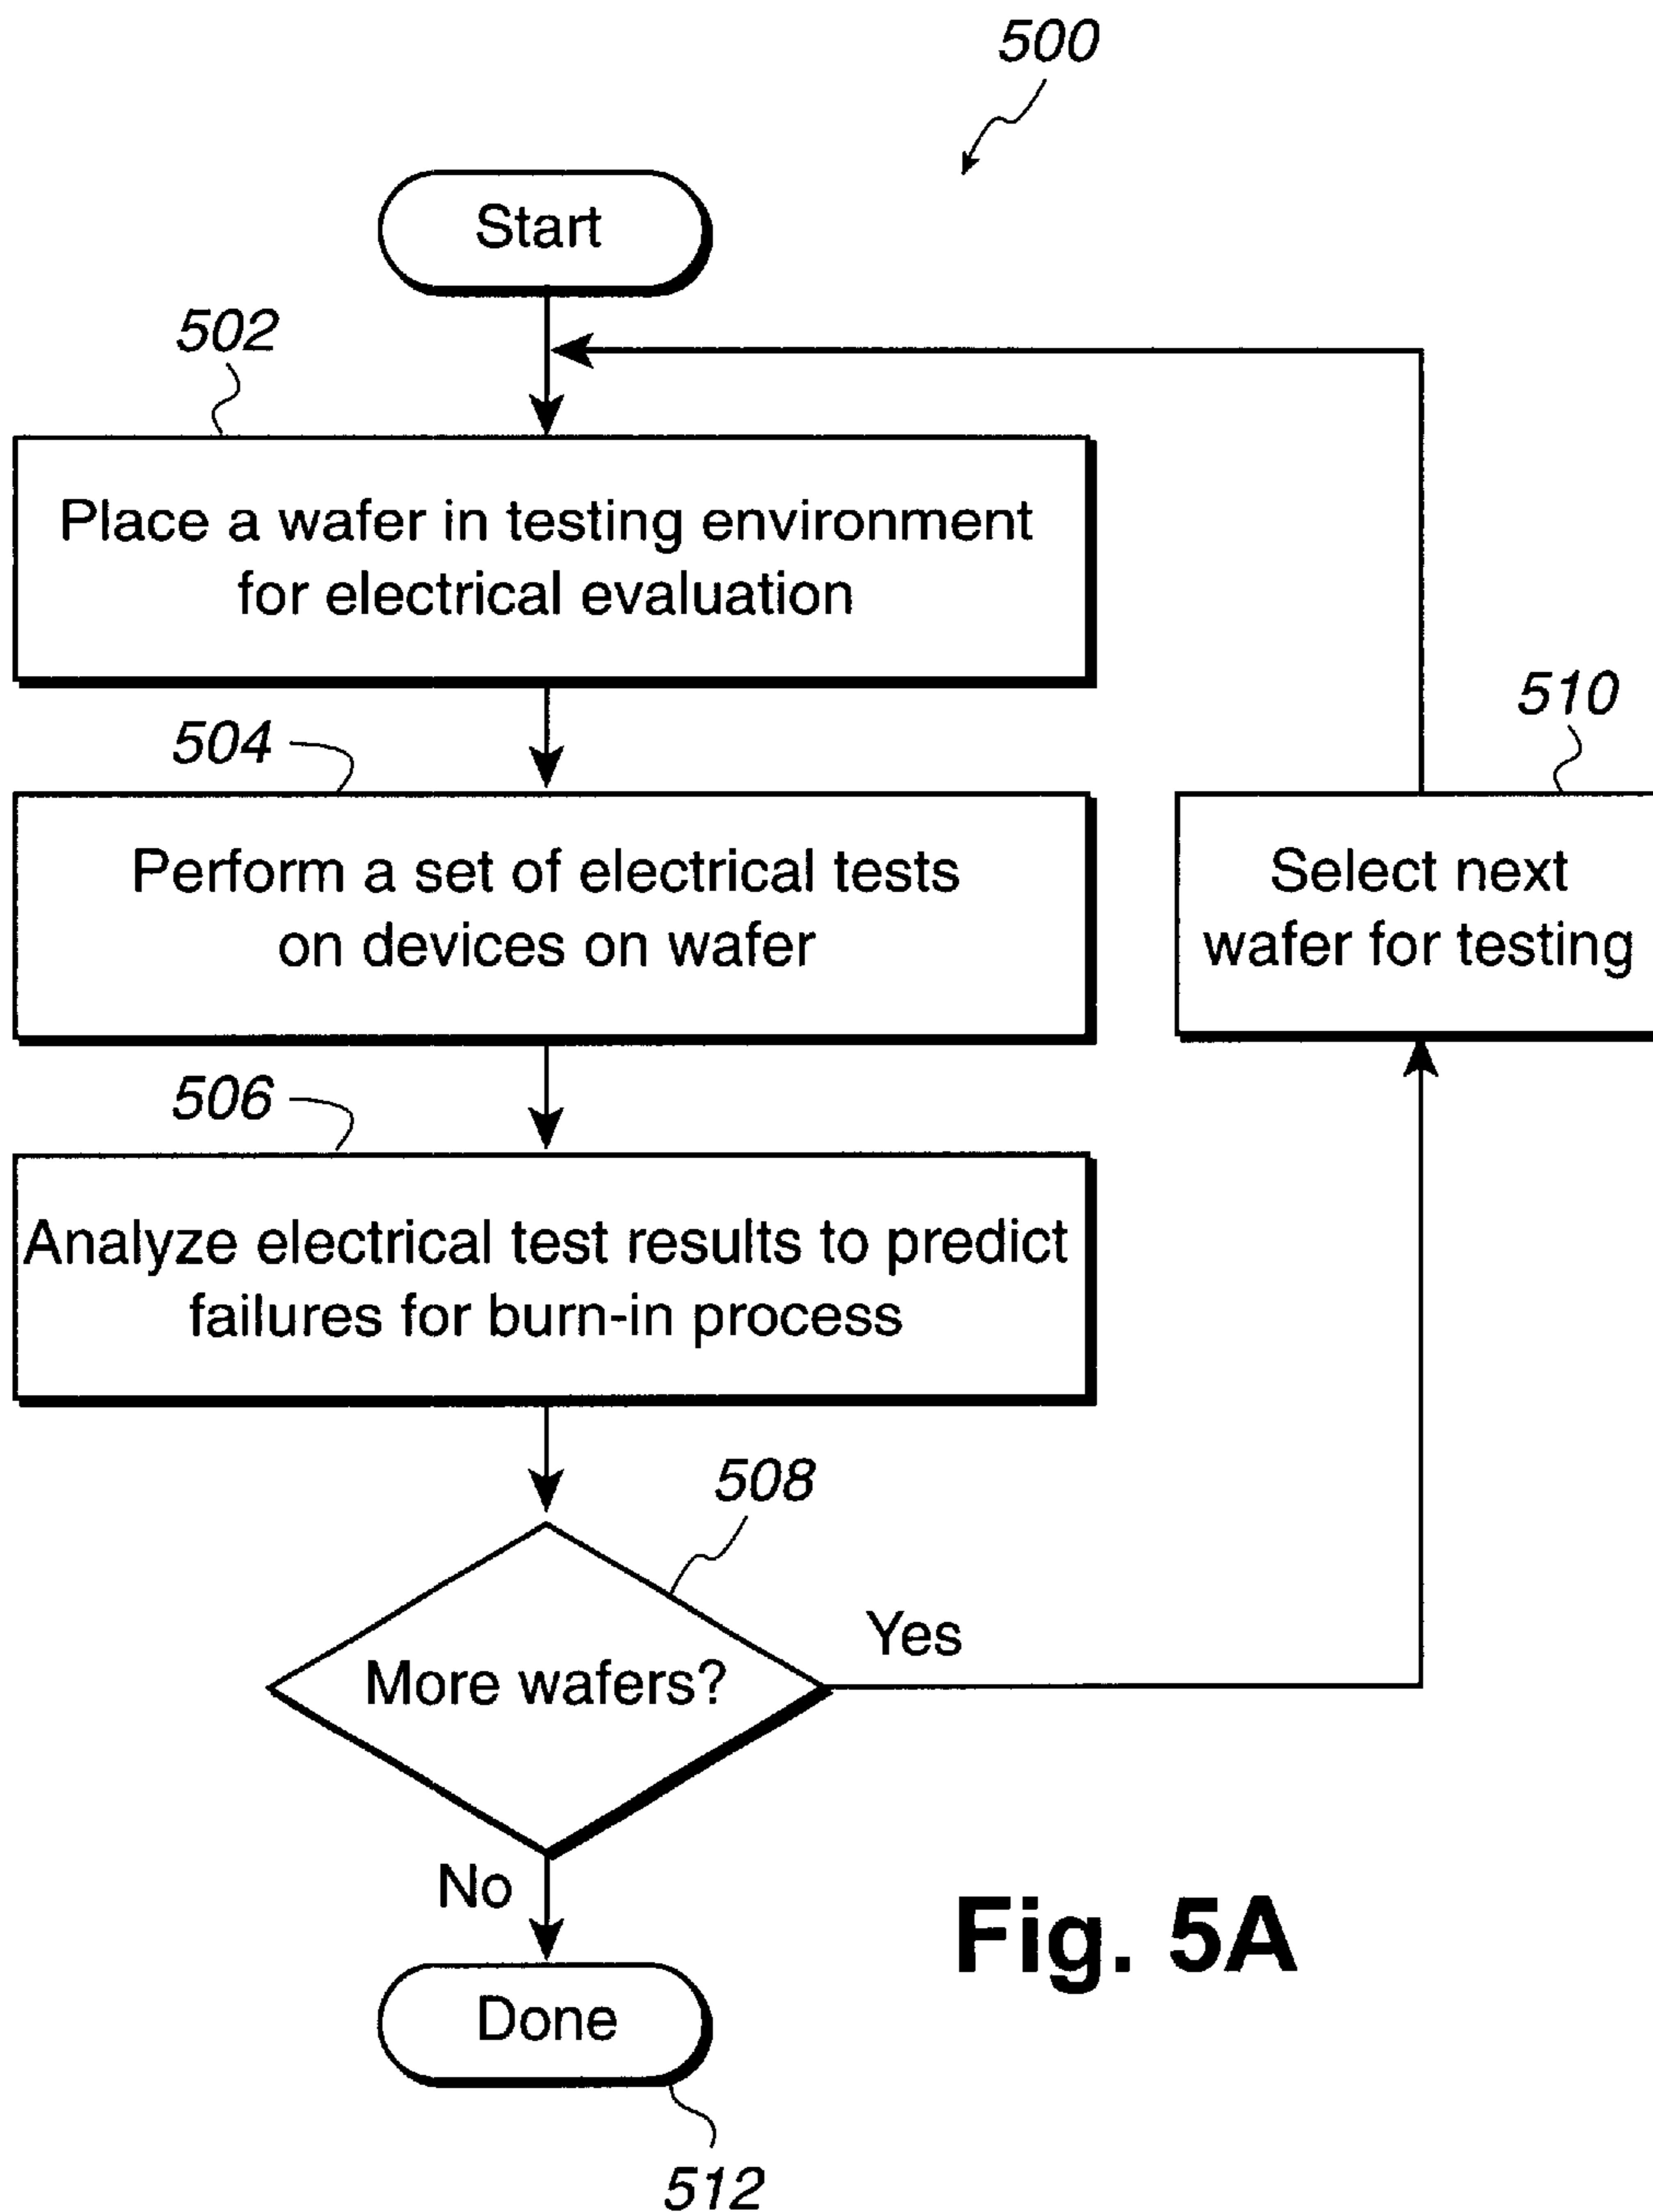 500
Start
502
Place a wafer in testing environment
for electrical evaluation
504
Perform a set of electrical tests
on devices on wafer
510
Select next
wafer for testing
506
Analyze electrical test results to predict
failures for burn-in process
508
More wafers?
Yes
No
Done
512
Fig. 5A